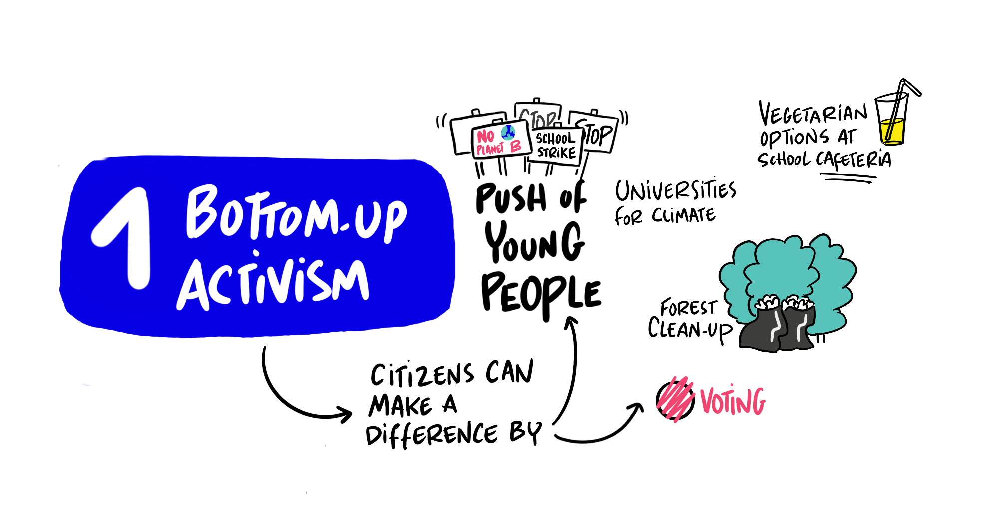 1
BOTTOM-UP
ACTIVISM
STOP
STOP
NO
PLANET B
SCHOOL
STRIKE
PUSH OF
YOUNG
PEOPLE
UNIVERSITIES
FOR CLIMATE
VEGETARIAN
OPTIONS AT
SCHOOL CAFETERIA
FOREST
CLEAN-UP
CITIZENS CAN
MAKE A
DIFFERENCE BY
VOTING